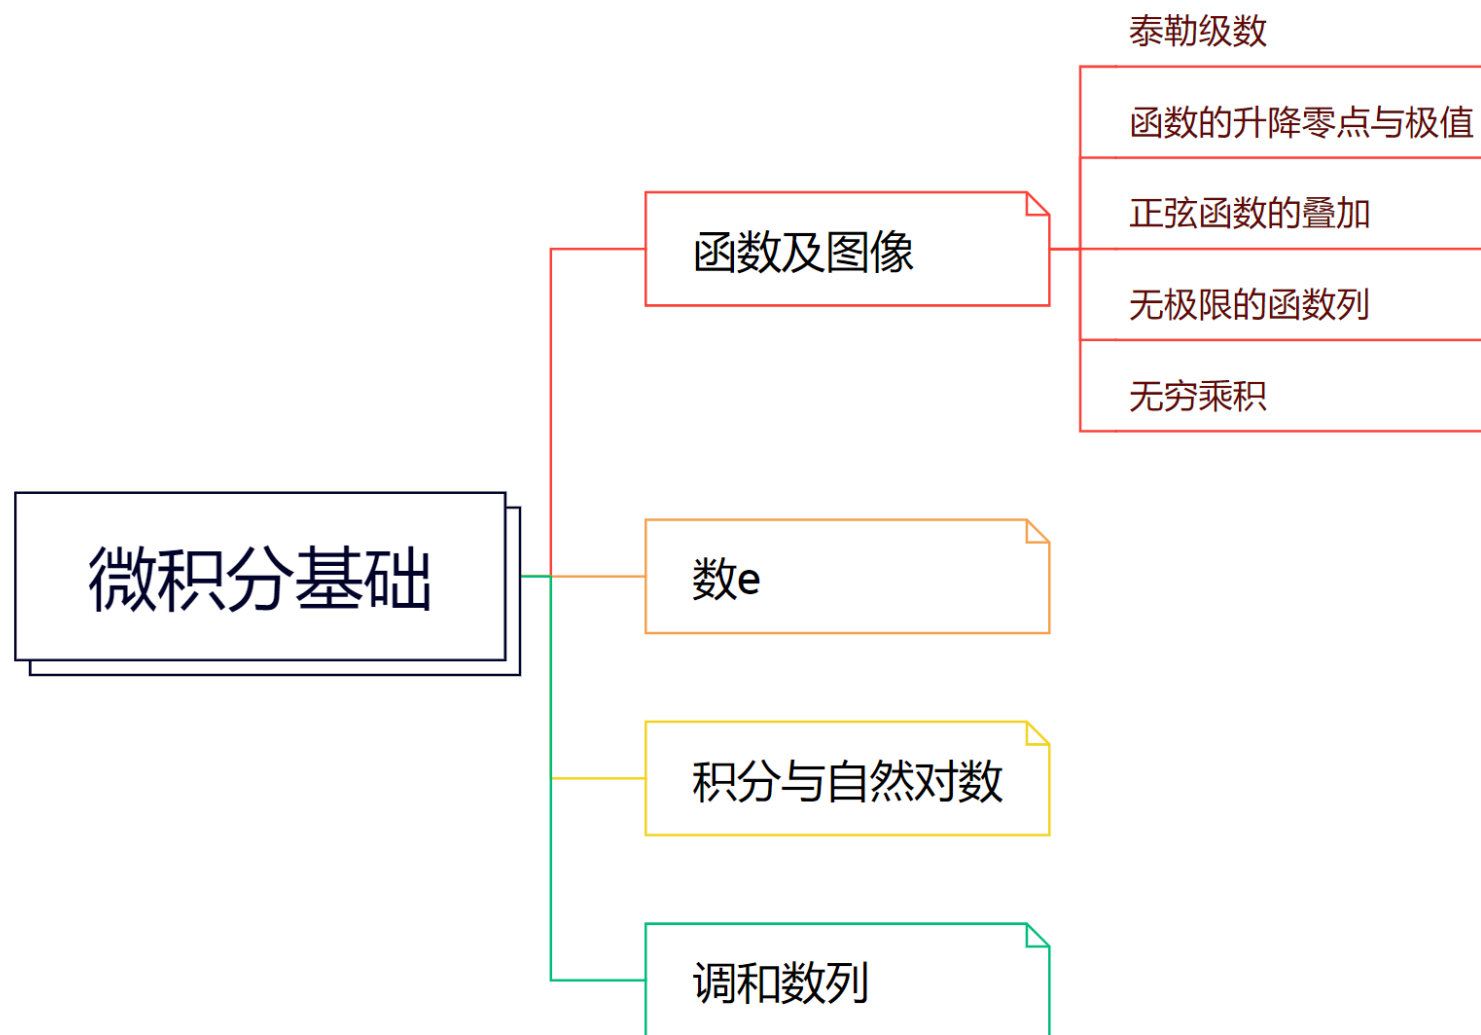 微积分基础
函数及图像
泰勒级数
函数的升降零点与极值
正弦函数的叠加
无极限的函数列
无穷乘积
数e
积分与自然对数
调和数列